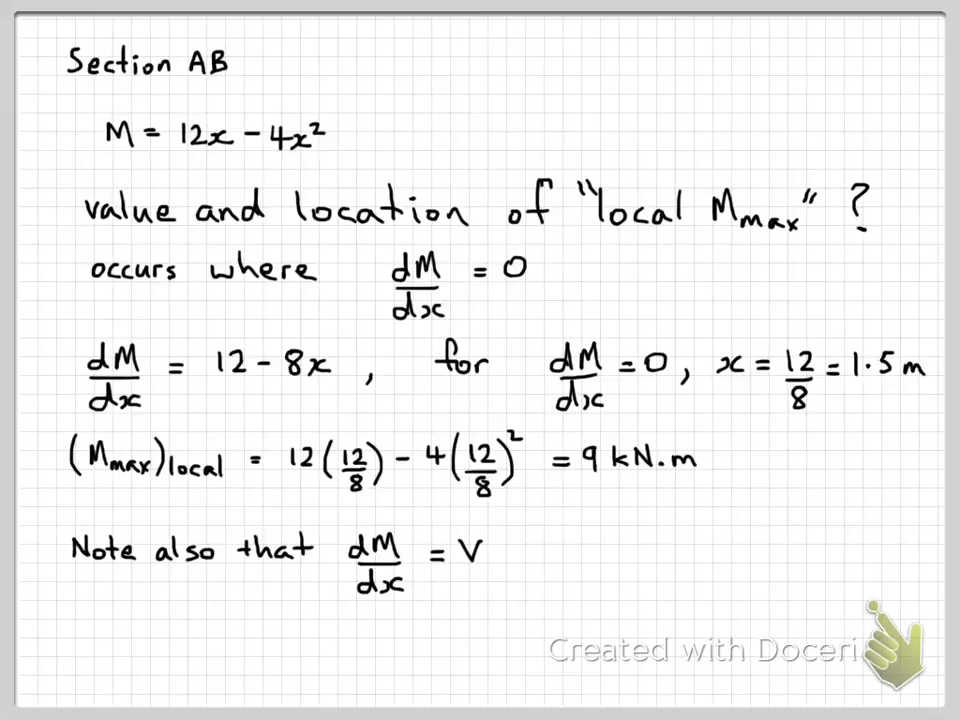 Section AB
M = 12x - 4x²
value and location of "local Mmax" ?
occurs where dM/dx = 0
dM/dx = 12 - 8x , for dM/dx = 0 , x = 12/8 = 1.5 m
(Mmax)local = 12(12/8) - 4(12/8)² = 9 kN.m
Note also that dM/dx = V
Created with Doceri